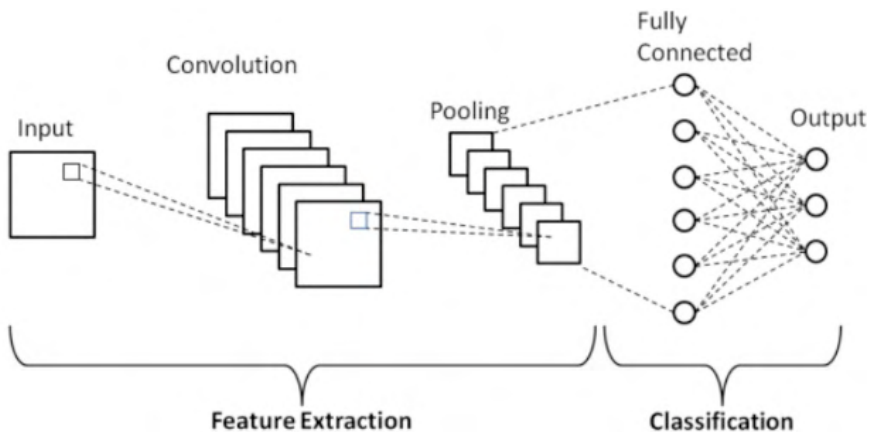 Fully
Connected
Convolution
Pooling
Input
Output
Feature Extraction
Classification